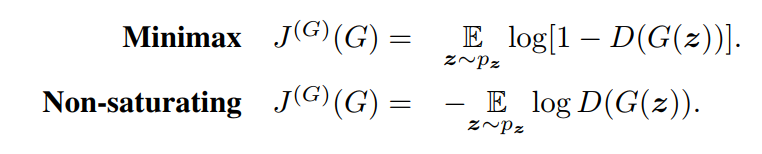 Minimax J^{(G)}(G) = 𝔼_{z∼p_z} log[1 − D(G(z))].
Non-saturating J^{(G)}(G) = −𝔼_{z∼p_z} log D(G(z)).